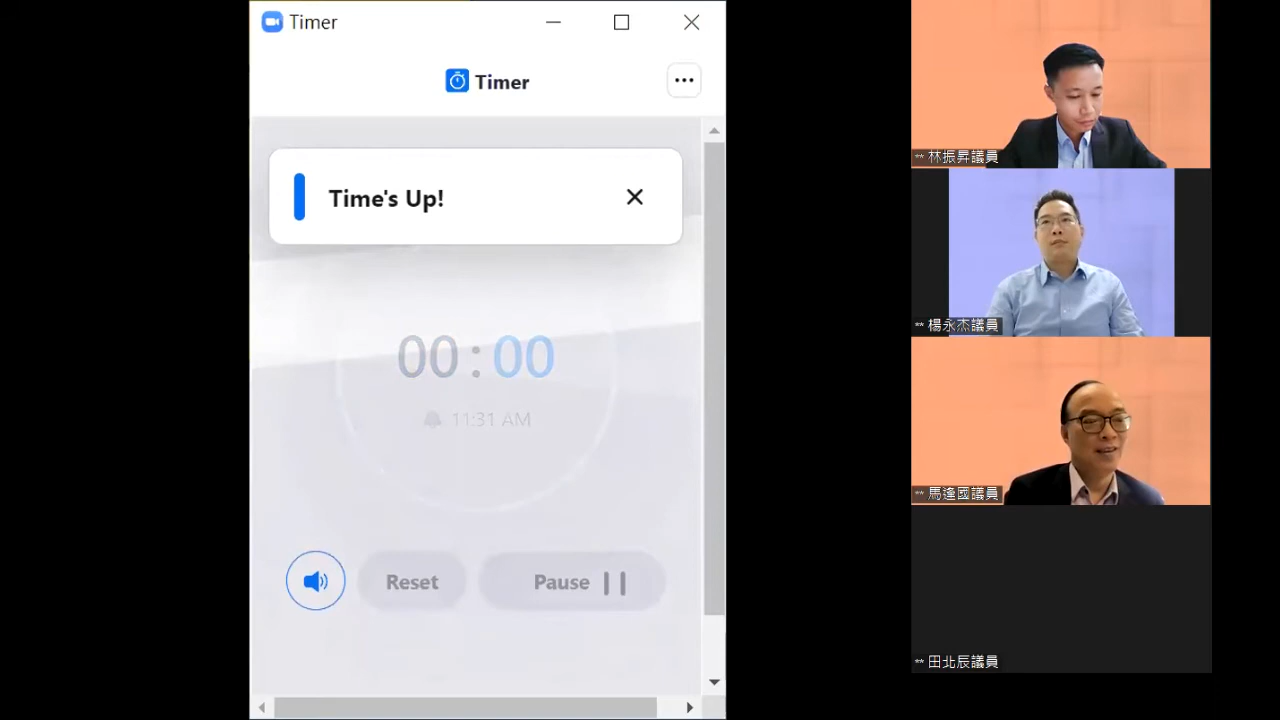 Timer
Timer
Time's Up!
00:00
11:31 AM
Reset
Pause
林振昇議員
楊永杰議員
馬逢國議員
田北辰議員